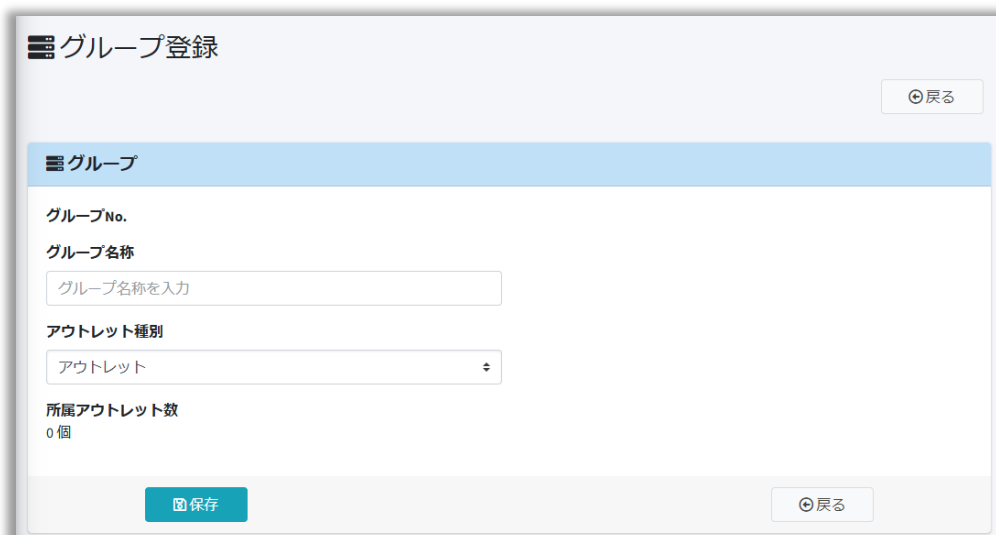 グループ登録
戻る
グループ
グループNo.
グループ名称
グループ名称を入力
アウトレット種別
アウトレット
所属アウトレット数
0 個
保存
戻る